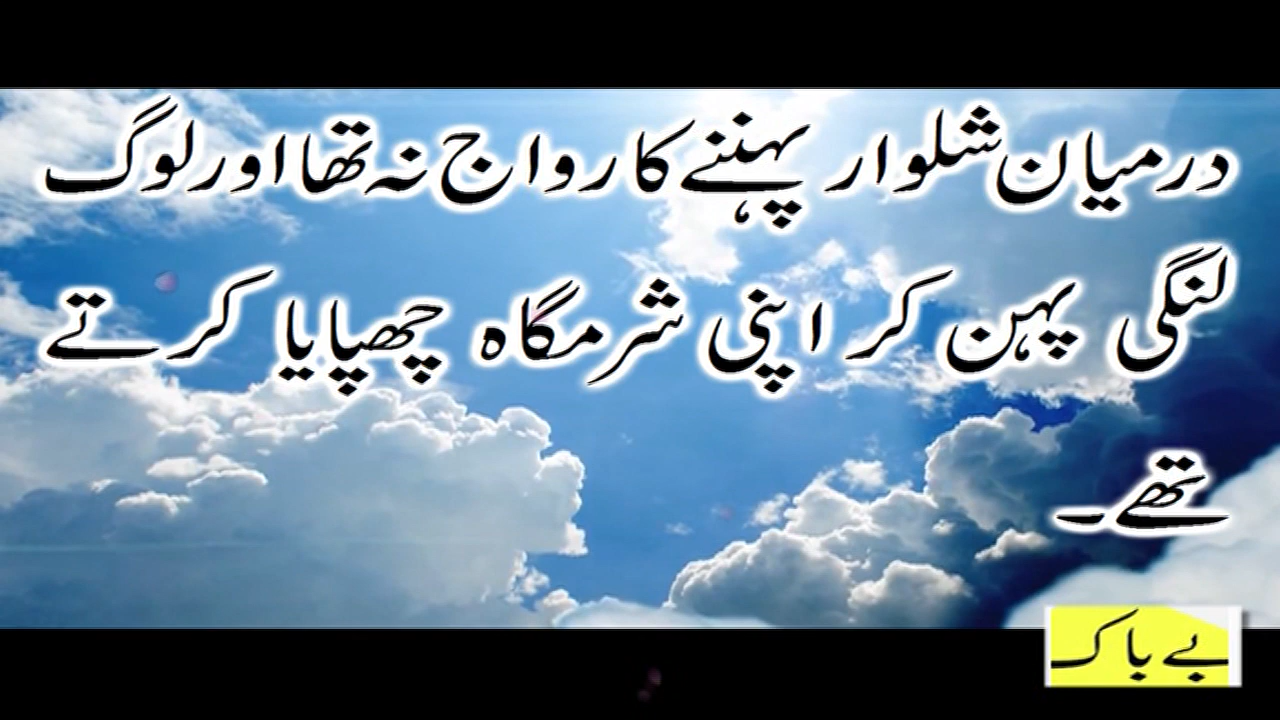 درمیان شلوار پہننے کا رواج نہ تھا اور لوگ
لنگی پہن کر اپنی شرمگاہ چھپایا کرتے
تھے۔
بے باک